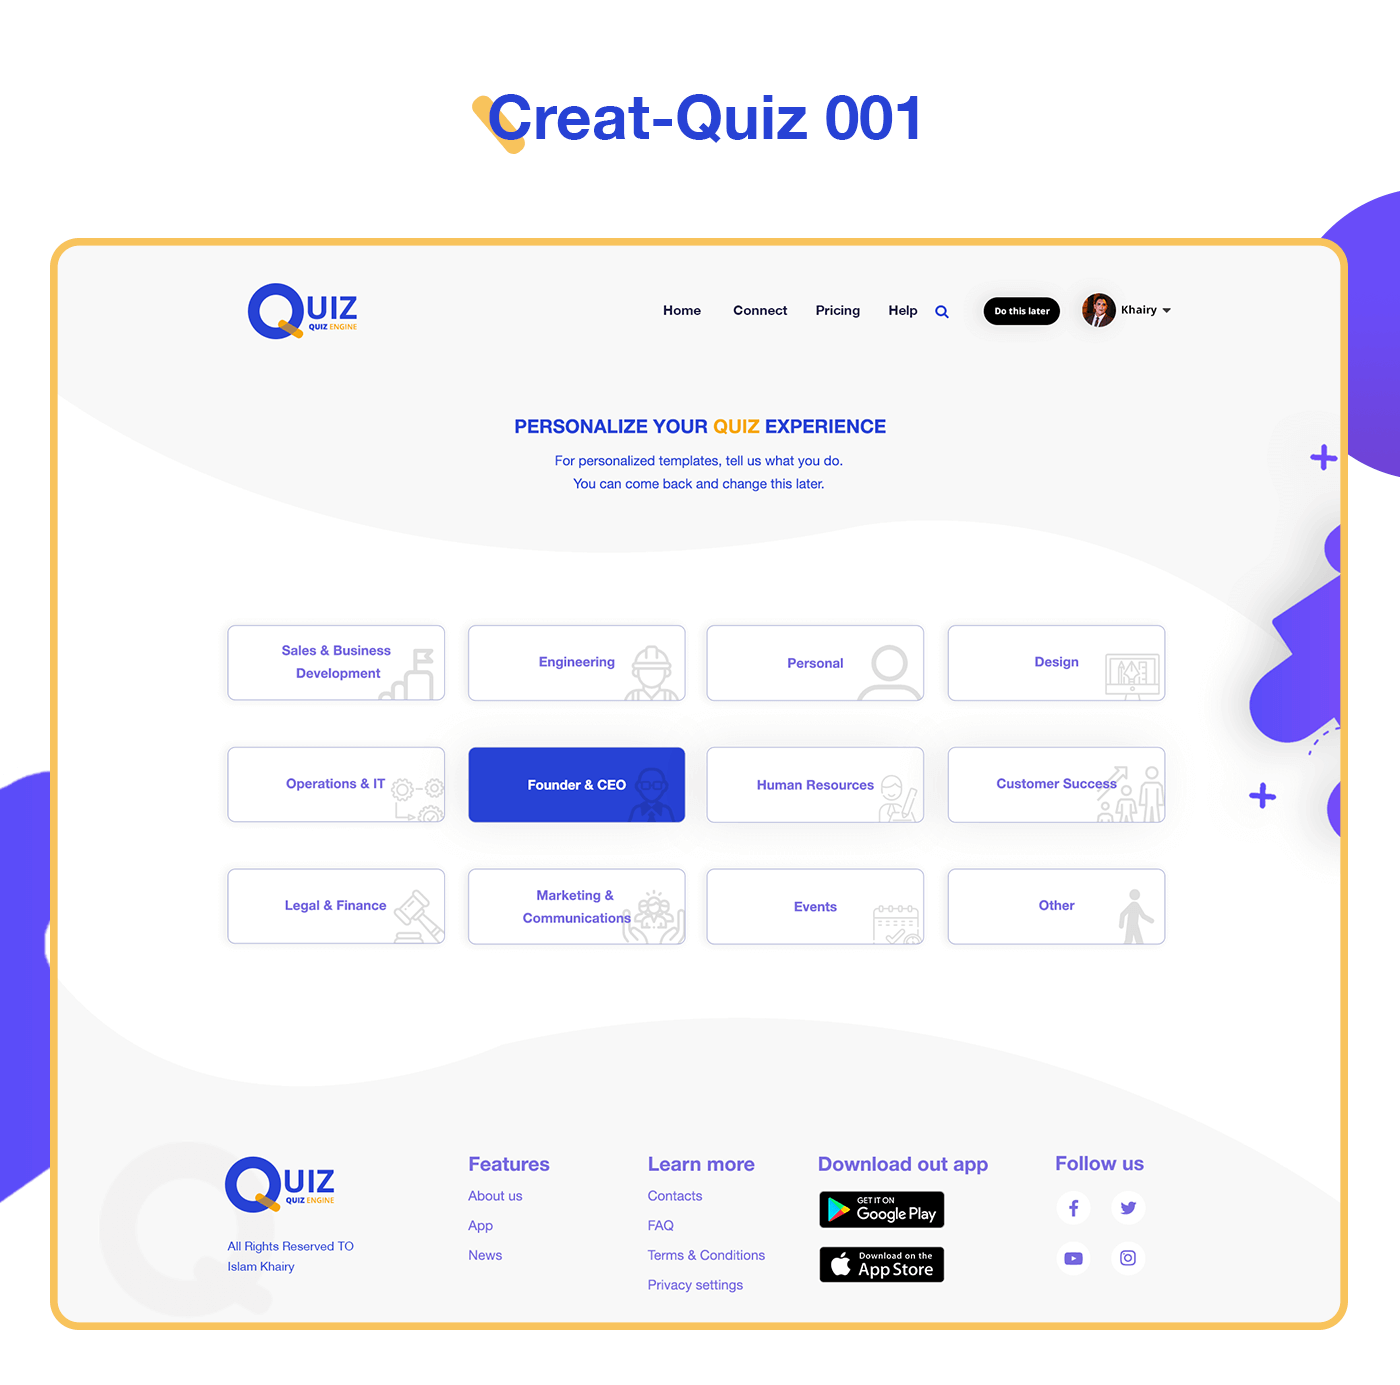 Creat-Quiz 001
QUIZ
QUIZ ENGINE
Home Connect Pricing Help Do this later Khairy
PERSONALIZE YOUR QUIZ EXPERIENCE
For personalized templates, tell us what you do.
You can come back and change this later.
Sales & Business
Development
Engineering
Personal
Design
Operations & IT
Founder & CEO
Human Resources
Customer Success
Legal & Finance
Marketing &
Communications
Events
Other
QUIZ
QUIZ ENGINE
All Rights Reserved TO
Islam Khairy
Features
About us
App
News
Learn more
Contacts
FAQ
Terms & Conditions
Privacy settings
Download out app
GET IT ON
Google Play
Download on the
App Store
Follow us